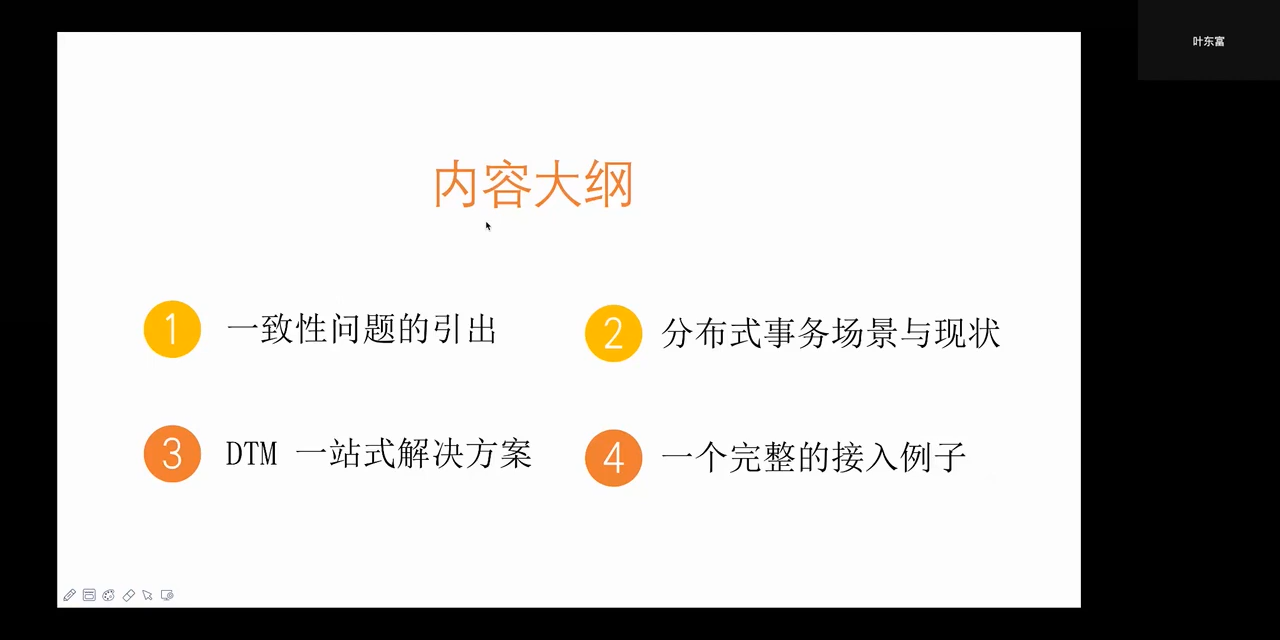 叶东富
内容大纲
1 一致性问题的引出
2 分布式事务场景与现状
3 DTM 一站式解决方案
4 一个完整的接入例子